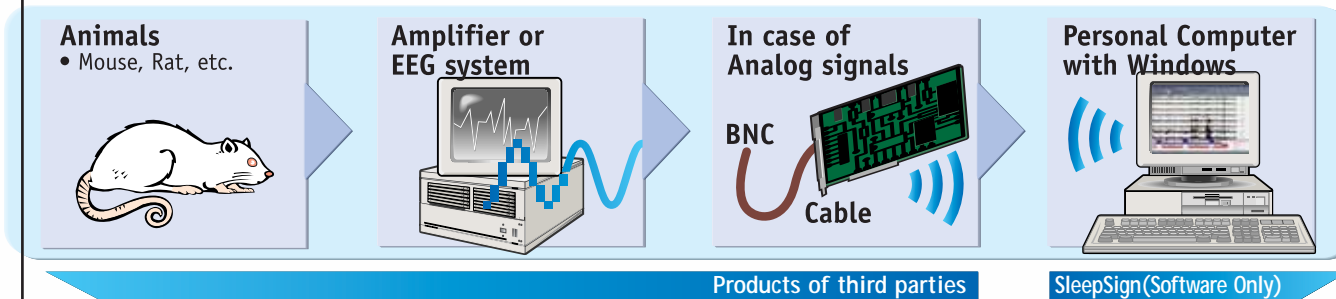 Animals
• Mouse, Rat, etc.
Amplifier or
EEG system
In case of
Analog signals
BNC
Cable
Personal Computer
with Windows
Products of third parties
SleepSign(Software Only)